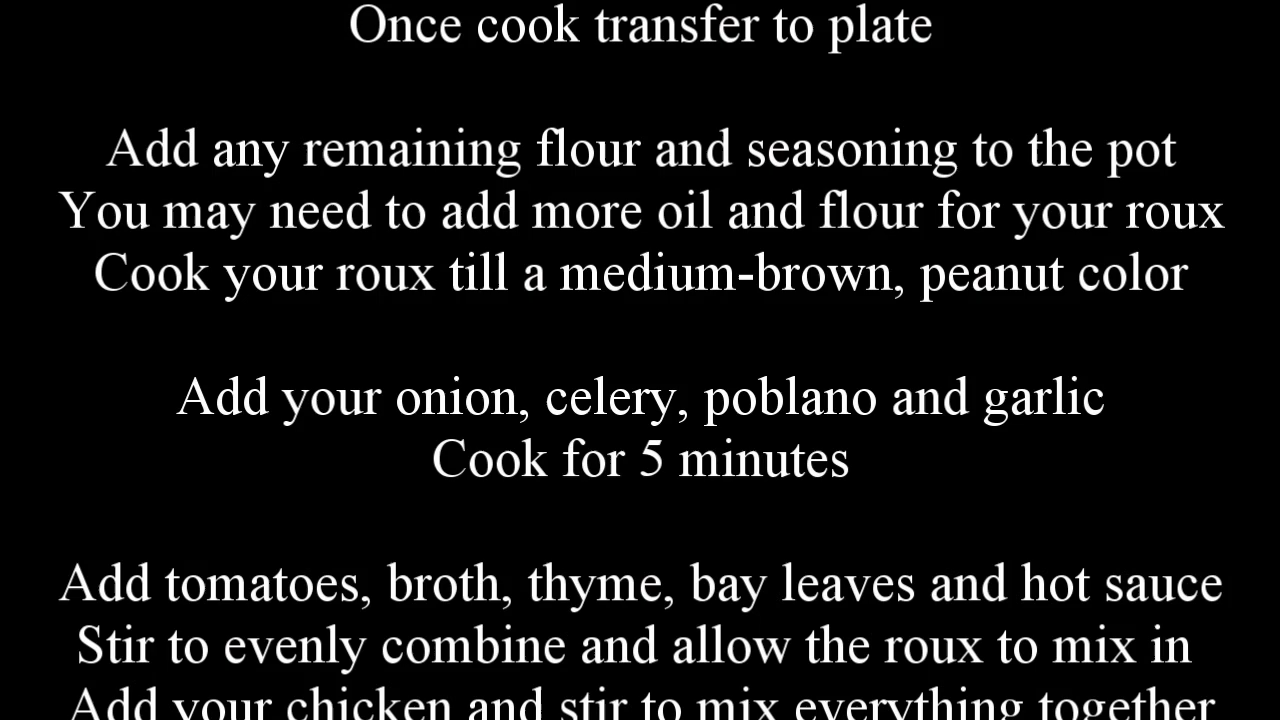 Once cook transfer to plate
Add any remaining flour and seasoning to the pot
You may need to add more oil and flour for your roux
Cook your roux till a medium-brown, peanut color
Add your onion, celery, poblano and garlic
Cook for 5 minutes
Add tomatoes, broth, thyme, bay leaves and hot sauce
Stir to evenly combine and allow the roux to mix in
Add your chicken and stir to mix everything together